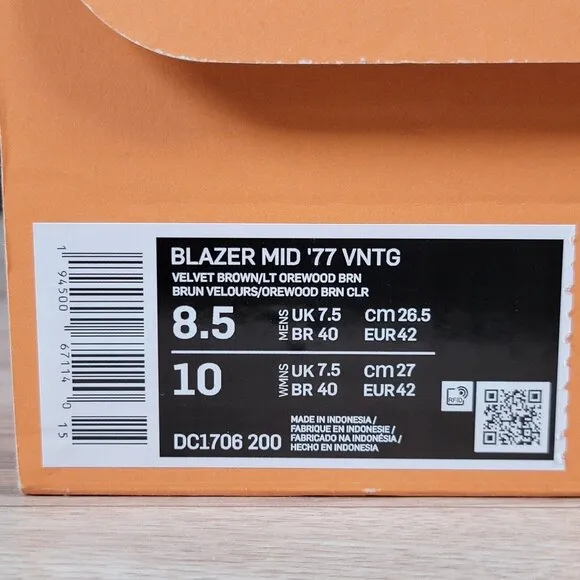 BLAZER MID '77 VNTG
VELVET BROWN/LT OREWOOD BRN
BRUN VELOURS/OREWOOD BRN CLR
8.5 MENS UK 7.5 cm 26.5
BR 40 EUR 42
10 WMNS UK 7.5 cm 27
BR 40 EUR 42
RFID
DC1706 200
MADE IN INDONESIA /
FABRIQUE EN INDONESIE /
FABRICADO NA INDONÉSIA /
HECHO EN INDONESIA
1 94500 67114 0 15